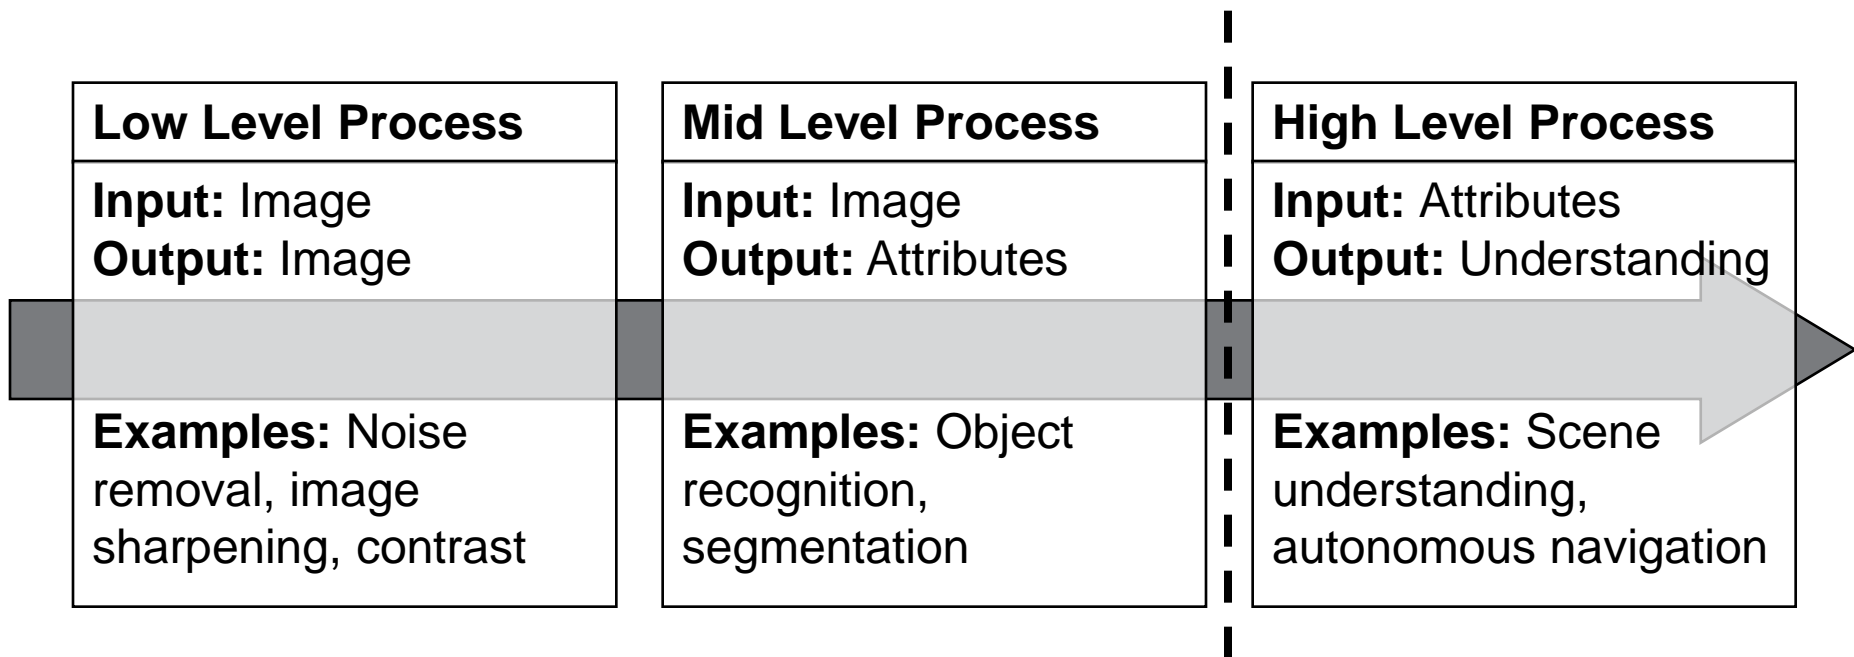 Low Level Process
Input: Image
Output: Image
Examples: Noise
removal, image
sharpening, contrast
Mid Level Process
Input: Image
Output: Attributes
Examples: Object
recognition,
segmentation
High Level Process
Input: Attributes
Output: Understanding
Examples: Scene
understanding,
autonomous navigation